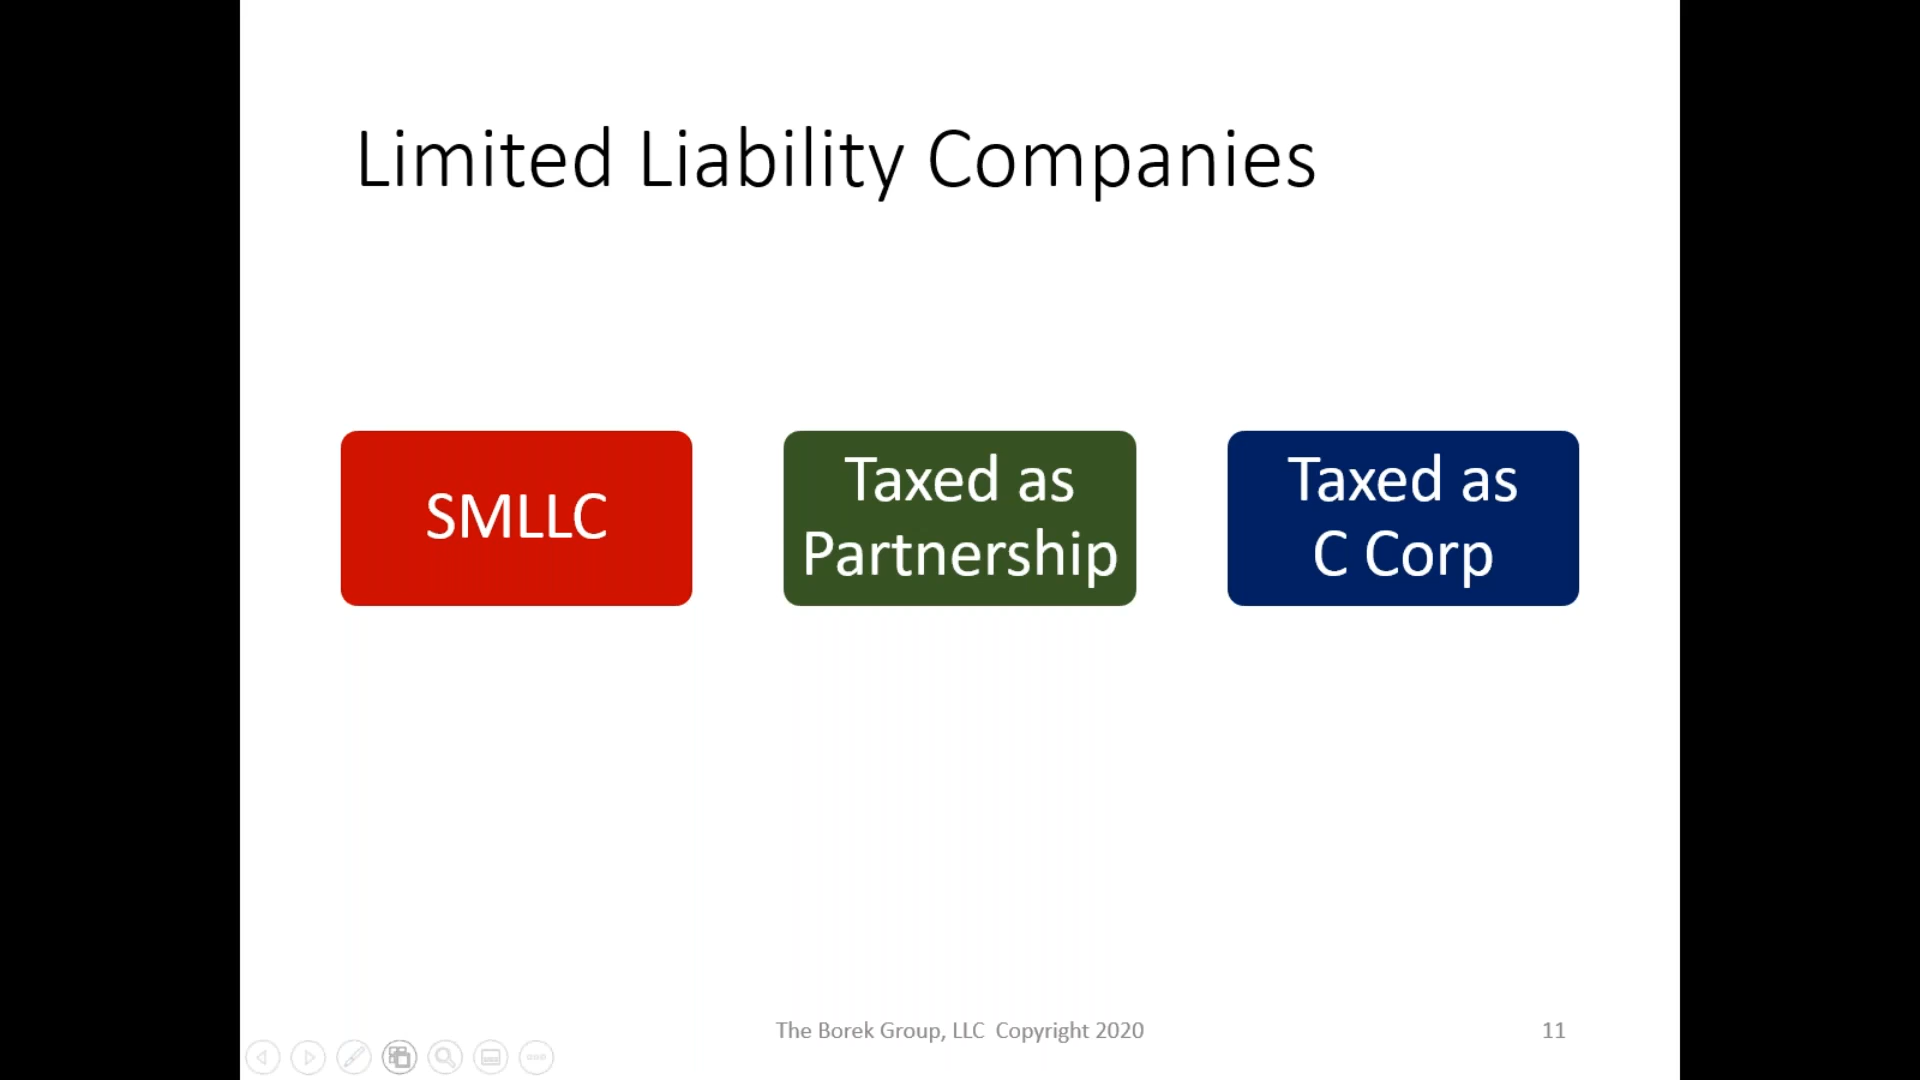 Limited Liability Companies
SMLLC
Taxed as
Partnership
Taxed as
C Corp
The Borek Group, LLC  Copyright 2020
11